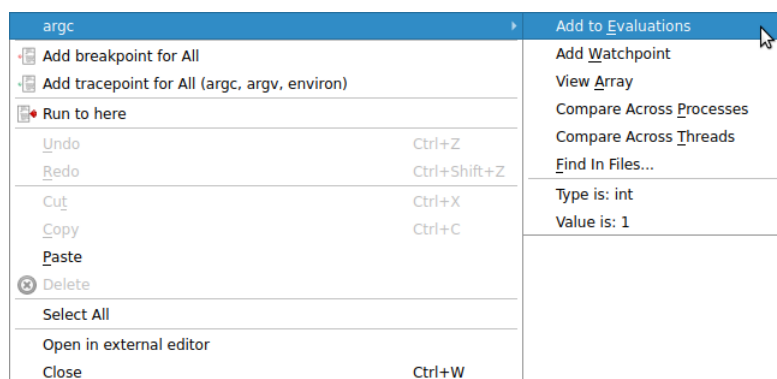 argc
Add breakpoint for All
Add tracepoint for All (argc, argv, environ)
Run to here
Undo Ctrl+Z
Redo Ctrl+Shift+Z
Cut Ctrl+X
Copy Ctrl+C
Paste
Delete
Select All
Open in external editor
Close Ctrl+W
Add to Evaluations
Add Watchpoint
View Array
Compare Across Processes
Compare Across Threads
Find In Files...
Type is: int
Value is: 1